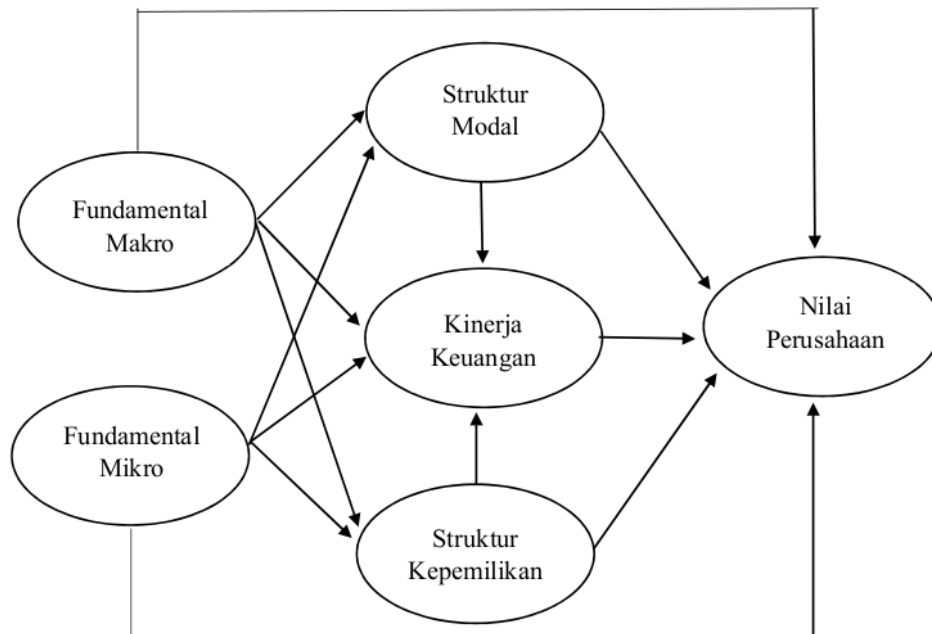 Struktur
Modal
Fundamental
Makro
Kinerja
Keuangan
Nilai
Perusahaan
Fundamental
Mikro
Struktur
Kepemilikan